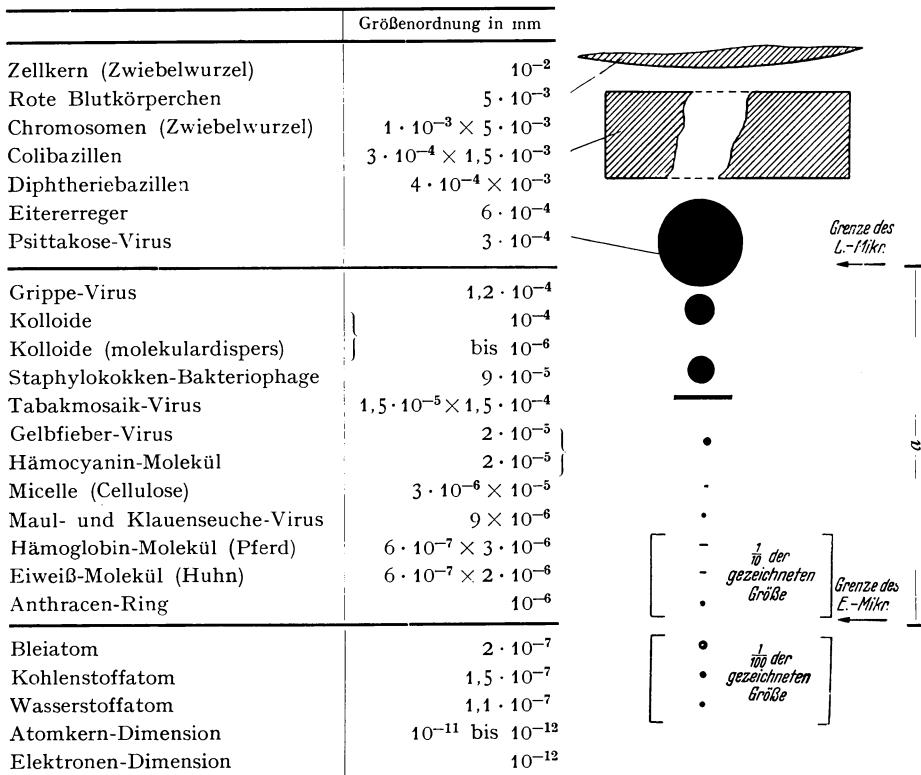 Größenordnung in mm
Zellkern (Zwiebelwurzel) 10⁻²
Rote Blutkörperchen 5 · 10⁻³
Chromosomen (Zwiebelwurzel) 1 · 10⁻³ × 5 · 10⁻³
Colibazillen 3 · 10⁻⁴ × 1,5 · 10⁻³
Diphtheriebazillen 4 · 10⁻⁴ × 10⁻³
Eitererreger 6 · 10⁻⁴
Psittakose-Virus 3 · 10⁻⁴
Grenze des
L.-Mikr.
Grippe-Virus 1,2 · 10⁻⁴
Kolloide 10⁻⁴
Kolloide (molekulardispers) bis 10⁻⁶
Staphylokokken-Bakteriophage 9 · 10⁻⁵
Tabakmosaik-Virus 1,5 · 10⁻⁵ × 1,5 · 10⁻⁴
Gelbfieber-Virus 2 · 10⁻⁵
Hämocyanin-Molekül 2 · 10⁻⁵
Micelle (Cellulose) 3 · 10⁻⁶ × 10⁻⁵
Maul- und Klauenseuche-Virus 9 × 10⁻⁶
Hämoglobin-Molekül (Pferd) 6 · 10⁻⁷ × 3 · 10⁻⁶
Eiweiß-Molekül (Huhn) 6 · 10⁻⁷ × 2 · 10⁻⁶
Anthracen-Ring 10⁻⁶
1/10 der
gezeichneten
Größe
Grenze des
E.-Mikr.
v
Bleiatom 2 · 10⁻⁷
Kohlenstoffatom 1,5 · 10⁻⁷
Wasserstoffatom 1,1 · 10⁻⁷
Atomkern-Dimension 10⁻¹¹ bis 10⁻¹²
Elektronen-Dimension 10⁻¹²
1/100 der
gezeichneten
Größe